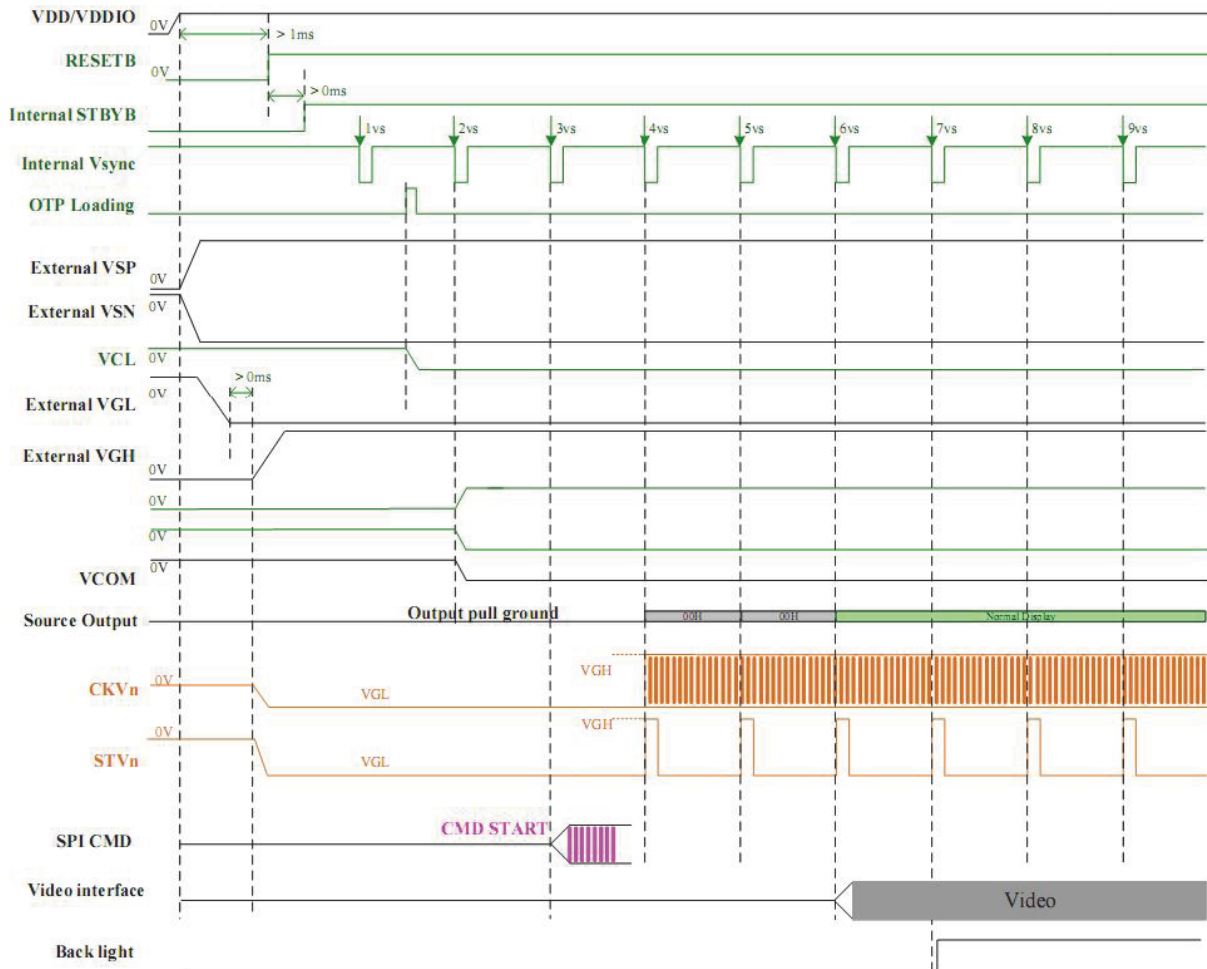 VDD/VDDIO 0V
> 1ms
RESETB 0V
> 0ms
Internal STBYB
1vs 2vs 3vs 4vs 5vs 6vs 7vs 8vs 9vs
Internal Vsync
OTP Loading
External VSP 0V
External VSN 0V
VCL 0V
> 0ms
External VGL 0V
External VGH 0V
0V
0V
VCOM 0V
Source Output Output pull ground 00H 00H Normal Display
CKVn 0V VGL VGH
STVn 0V VGL VGH
SPI CMD CMD START
Video interface Video
Back light